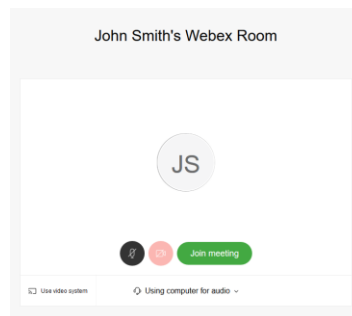 John Smith's Webex Room
JS
Join meeting
Use video system
Using computer for audio